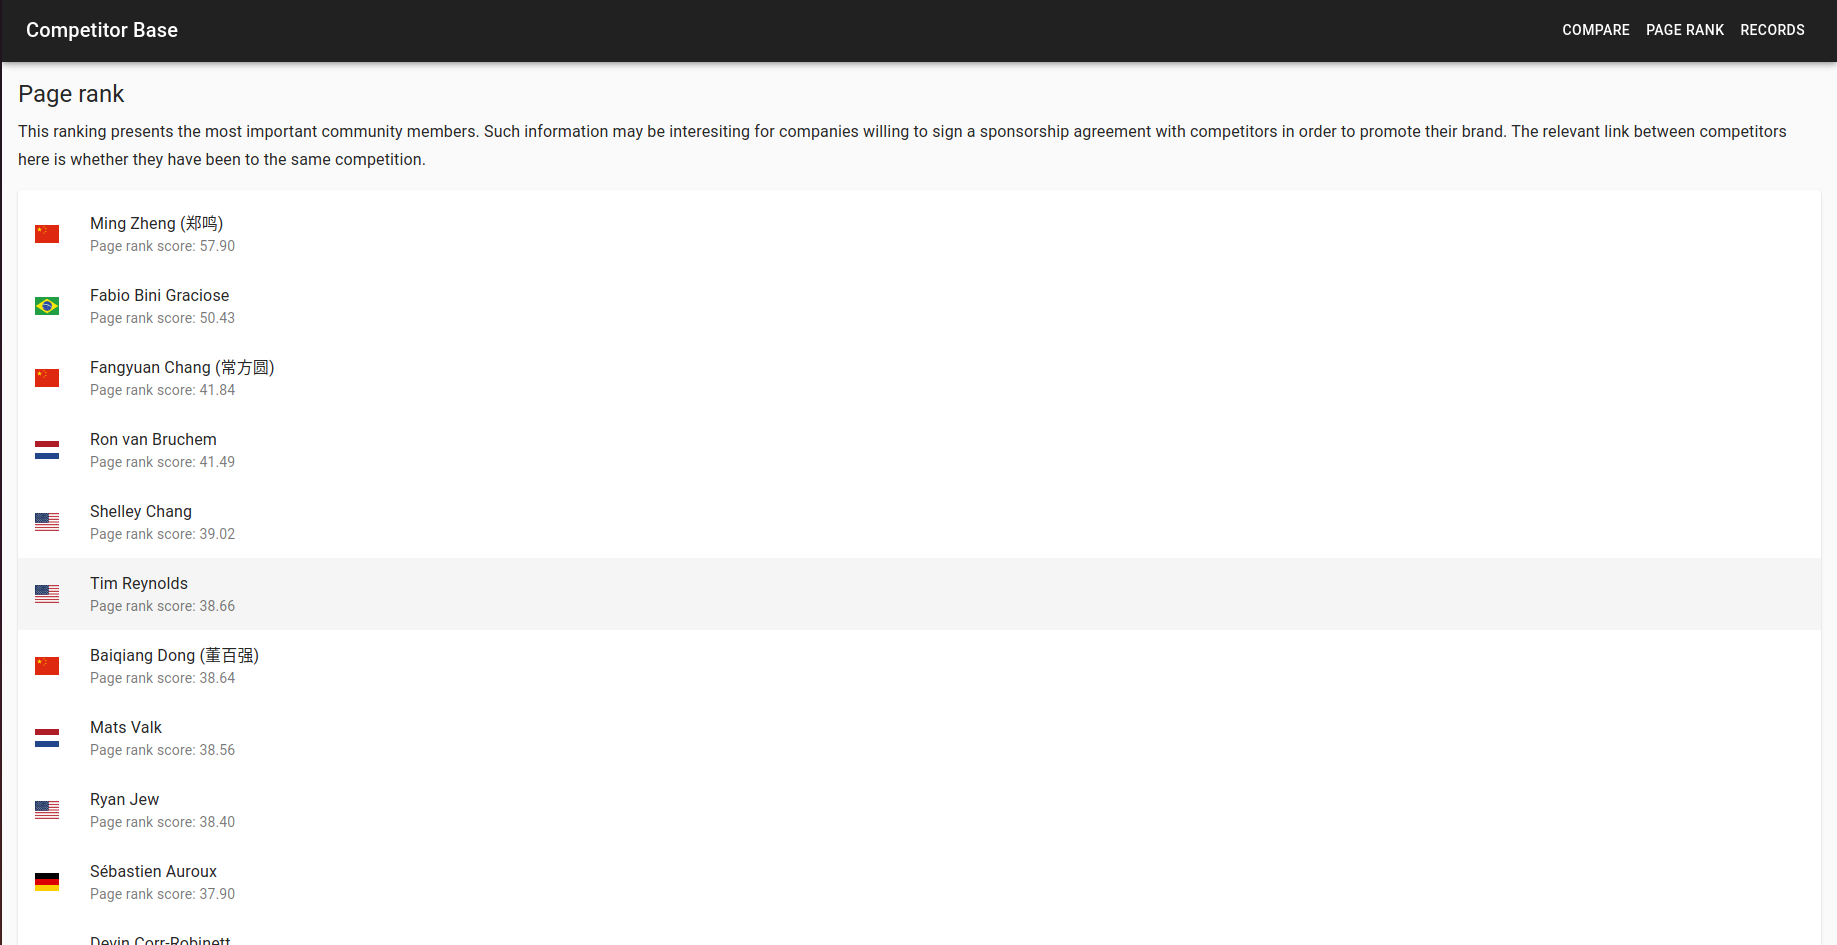 Competitor Base
COMPARE PAGE RANK RECORDS
Page rank
This ranking presents the most important community members. Such information may be interesiting for companies willing to sign a sponsorship agreement with competitors in order to promote their brand. The relevant link between competitors
here is whether they have been to the same competition.
Ming Zheng (郑鸣)
Page rank score: 57.90
Fabio Bini Graciose
Page rank score: 50.43
Fangyuan Chang (常方圆)
Page rank score: 41.84
Ron van Bruchem
Page rank score: 41.49
Shelley Chang
Page rank score: 39.02
Tim Reynolds
Page rank score: 38.66
Baiqiang Dong (董百强)
Page rank score: 38.64
Mats Valk
Page rank score: 38.56
Ryan Jew
Page rank score: 38.40
Sébastien Auroux
Page rank score: 37.90
Devin Corr-Robinett